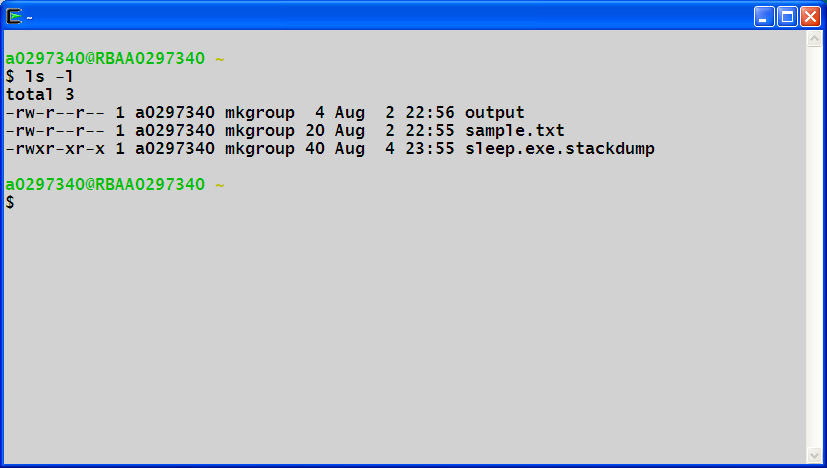 ~
a0297340@RBAA0297340 ~
$ ls -l
total 3
-rw-r--r-- 1 a0297340 mkgroup  4 Aug  2 22:56 output
-rw-r--r-- 1 a0297340 mkgroup 20 Aug  2 22:55 sample.txt
-rwxr-xr-x 1 a0297340 mkgroup 40 Aug  4 23:55 sleep.exe.stackdump
a0297340@RBAA0297340 ~
$